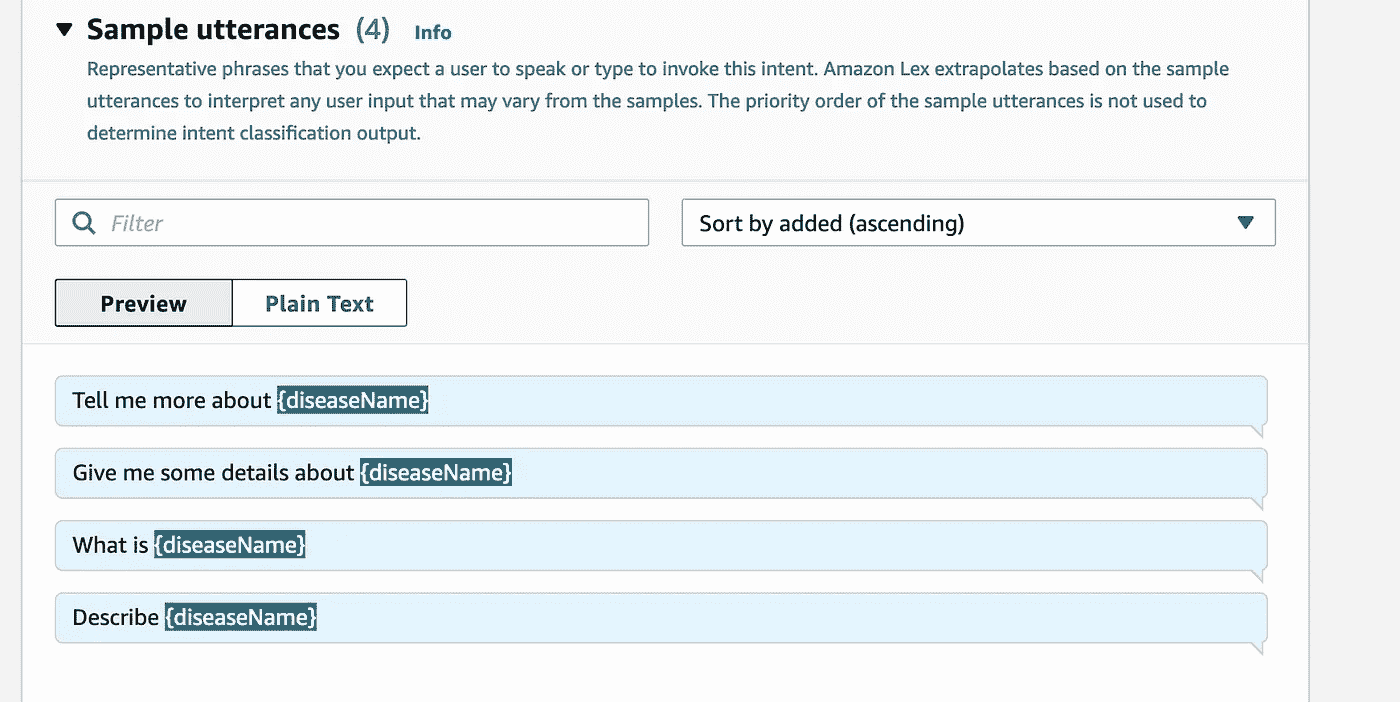 Sample utterances (4) Info
Representative phrases that you expect a user to speak or type to invoke this intent. Amazon Lex extrapolates based on the sample
utterances to interpret any user input that may vary from the samples. The priority order of the sample utterances is not used to
determine intent classification output.
Filter
Sort by added (ascending)
Preview
Plain Text
Tell me more about {diseaseName}
Give me some details about {diseaseName}
What is {diseaseName}
Describe {diseaseName}